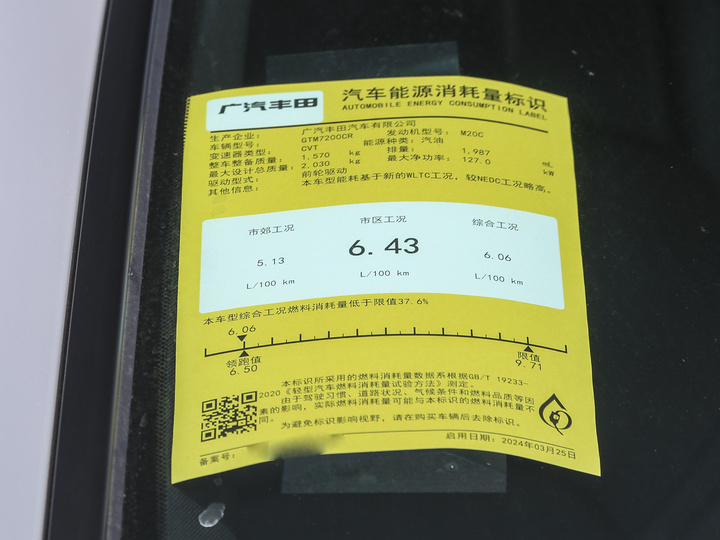 广汽丰田
汽车能源消耗量标识
AUTOMOBILE ENERGY CONSUMPTION LABEL
生产企业: 广汽丰田汽车有限公司
车辆型号: GTM7200CR 发动机型号: M20C
变速器类型: CVT 能源种类: 汽油
整车整备质量: 1,570 kg 排量: 1,987 mL
最大设计总质量: 2,030 kg 最大净功率: 127.0 kW
驱动型式: 前轮驱动
其他信息: 本车型能耗基于新的WLTC工况, 较NEDC工况略高。
市郊工况 市区工况 综合工况
5.13 6.43 6.06
L/100 km L/100 km L/100 km
本车型综合工况燃料消耗量低于限值37.6%
6.06
领跑值 限值
6.50 9.71
本标识所采用的燃料消耗量数据系根据GB/T 19233-
2020《轻型汽车燃料消耗量试验方法》测定。
由于驾驶习惯、道路状况、气候条件和燃料品质等因
素的影响, 实际燃料消耗量可能与本标识的燃料消耗量不
同。
为避免标识影响视野, 请在购买车辆后去除标识。
备案号: 启用日期: 2024年03月25日